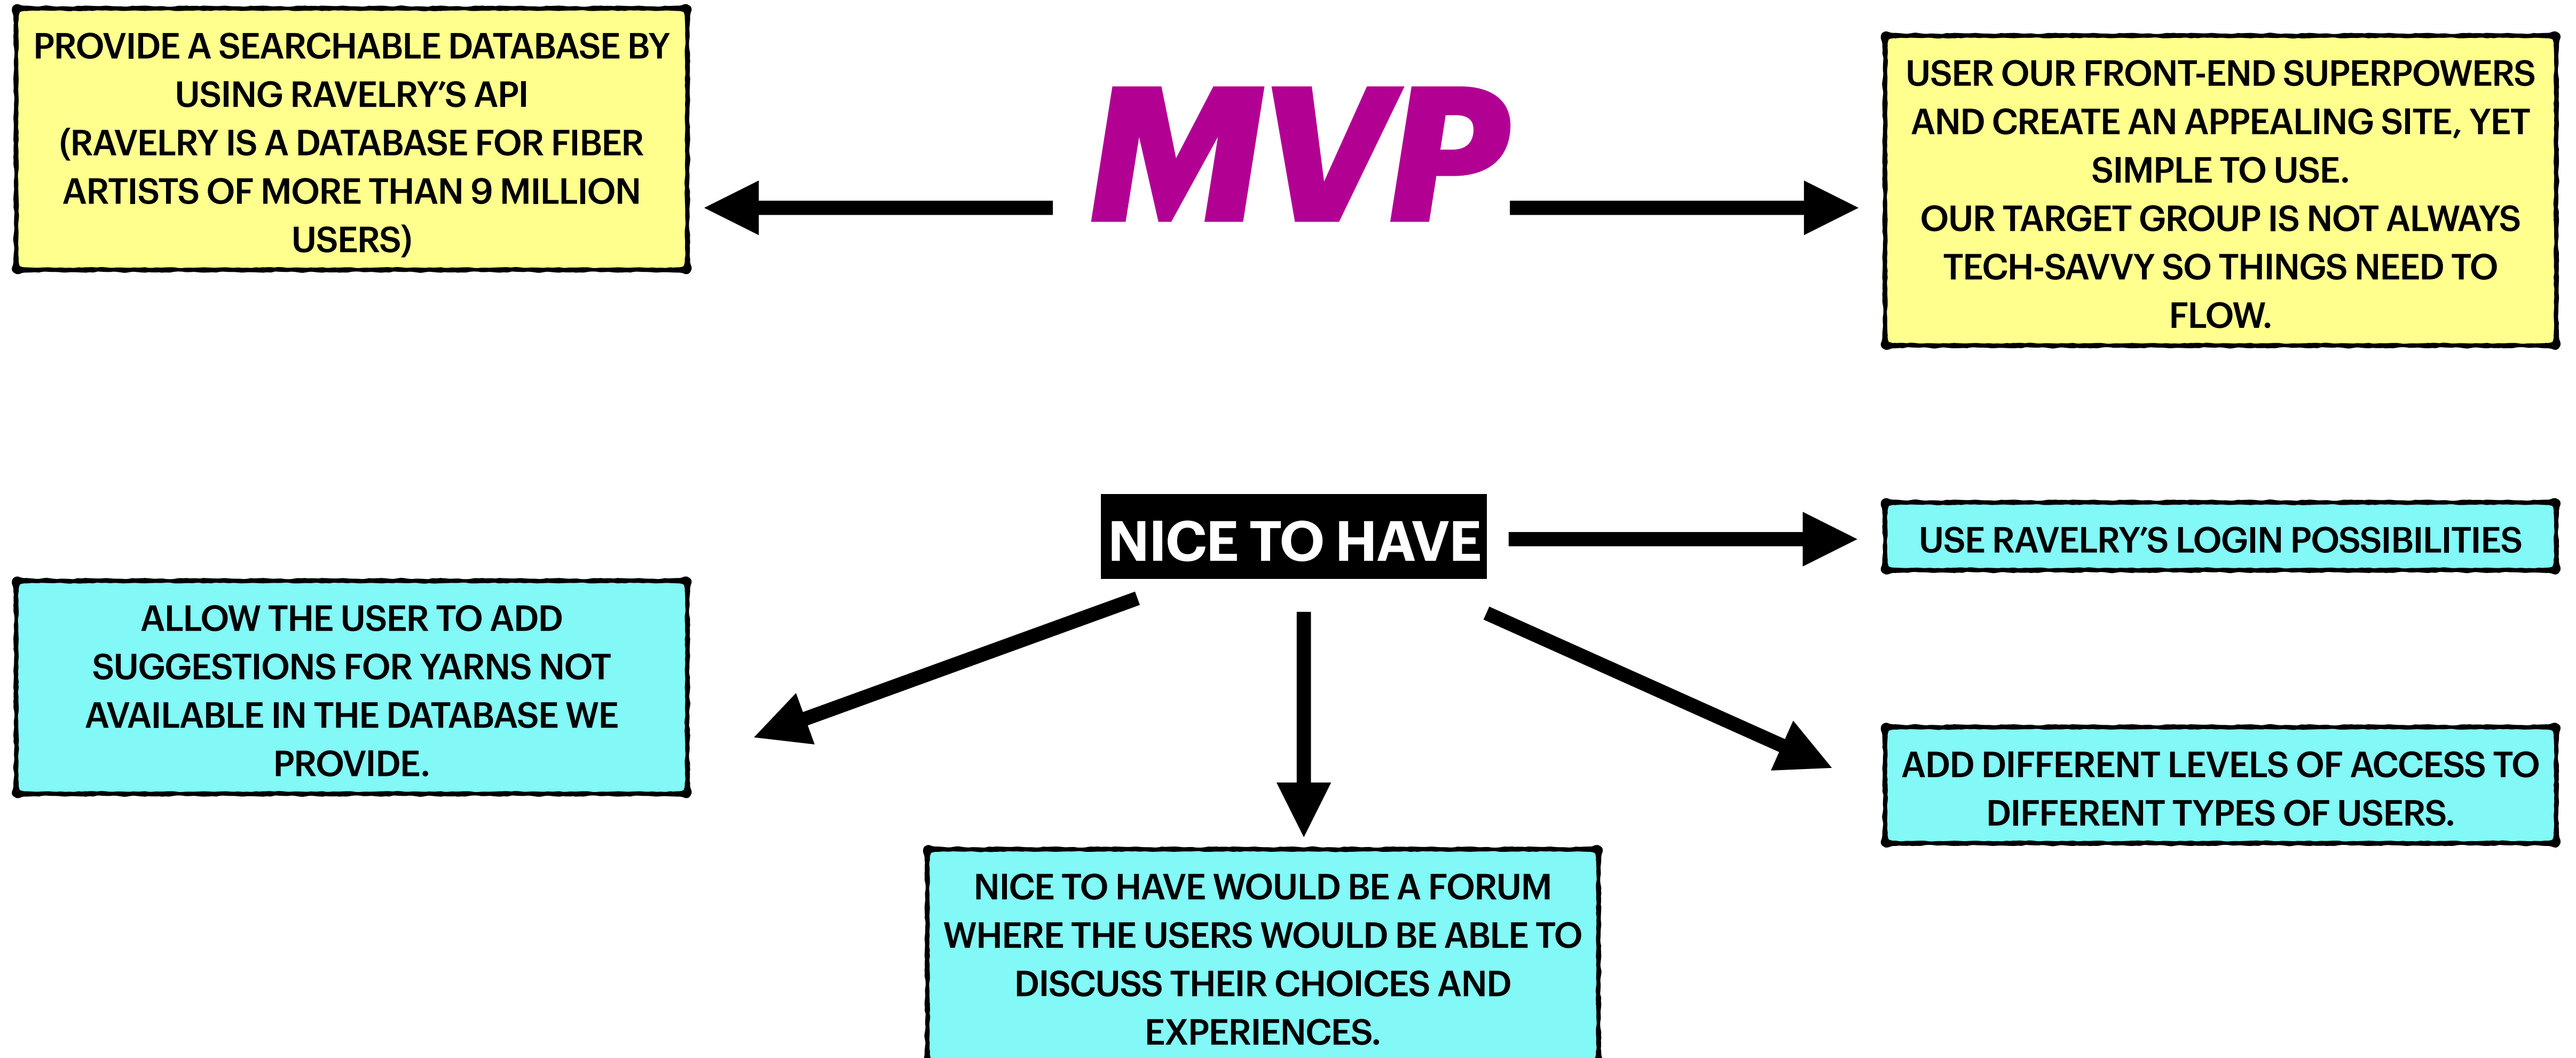 PROVIDE A SEARCHABLE DATABASE BY
USING RAVELRY'S API
(RAVELRY IS A DATABASE FOR FIBER
ARTISTS OF MORE THAN 9 MILLION
USERS)
MVP
USER OUR FRONT-END SUPERPOWERS
AND CREATE AN APPEALING SITE, YET
SIMPLE TO USE.
OUR TARGET GROUP IS NOT ALWAYS
TECH-SAVVY SO THINGS NEED TO
FLOW.
NICE TO HAVE
USE RAVELRY'S LOGIN POSSIBILITIES
ALLOW THE USER TO ADD
SUGGESTIONS FOR YARNS NOT
AVAILABLE IN THE DATABASE WE
PROVIDE.
ADD DIFFERENT LEVELS OF ACCESS TO
DIFFERENT TYPES OF USERS.
NICE TO HAVE WOULD BE A FORUM
WHERE THE USERS WOULD BE ABLE TO
DISCUSS THEIR CHOICES AND
EXPERIENCES.